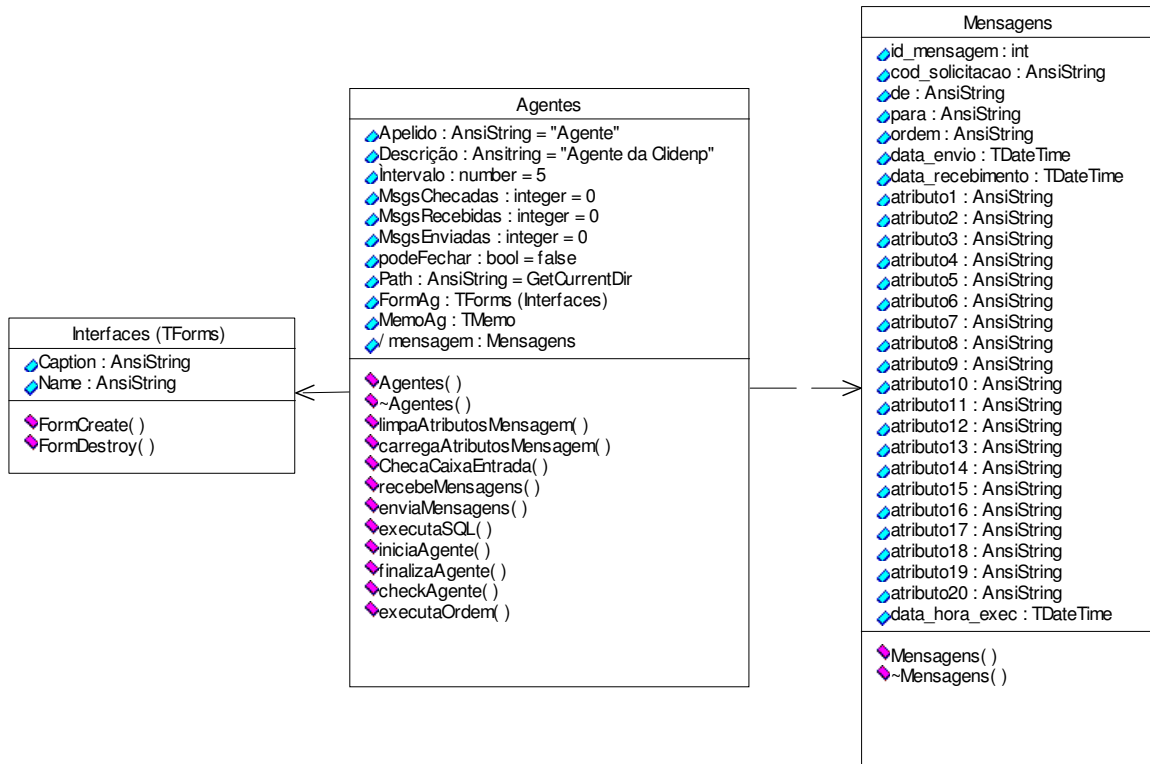 Interfaces (TForms)
Caption : AnsiString
Name : AnsiString
FormCreate( )
FormDestroy( )
Agentes
Apelido : AnsiString = "Agente"
Descrição : Ansitring = "Agente da Clidenp"
Ìntervalo : number = 5
MsgsChecadas : integer = 0
MsgsRecebidas : integer = 0
MsgsEnviadas : integer = 0
podeFechar : bool = false
Path : AnsiString = GetCurrentDir
FormAg : TForms (Interfaces)
MemoAg : TMemo
/ mensagem : Mensagens
Agentes( )
~Agentes( )
limpaAtributosMensagem( )
carregaAtributosMensagem( )
ChecaCaixaEntrada( )
recebeMensagens( )
enviaMensagens( )
executaSQL( )
iniciaAgente( )
finalizaAgente( )
checkAgente( )
executaOrdem( )
Mensagens
id_mensagem : int
cod_solicitacao : AnsiString
de : AnsiString
para : AnsiString
ordem : AnsiString
data_envio : TDateTime
data_recebimento : TDateTime
atributo1 : AnsiString
atributo2 : AnsiString
atributo3 : AnsiString
atributo4 : AnsiString
atributo5 : AnsiString
atributo6 : AnsiString
atributo7 : AnsiString
atributo8 : AnsiString
atributo9 : AnsiString
atributo10 : AnsiString
atributo11 : AnsiString
atributo12 : AnsiString
atributo13 : AnsiString
atributo14 : AnsiString
atributo15 : AnsiString
atributo16 : AnsiString
atributo17 : AnsiString
atributo18 : AnsiString
atributo19 : AnsiString
atributo20 : AnsiString
data_hora_exec : TDateTime
Mensagens( )
~Mensagens( )